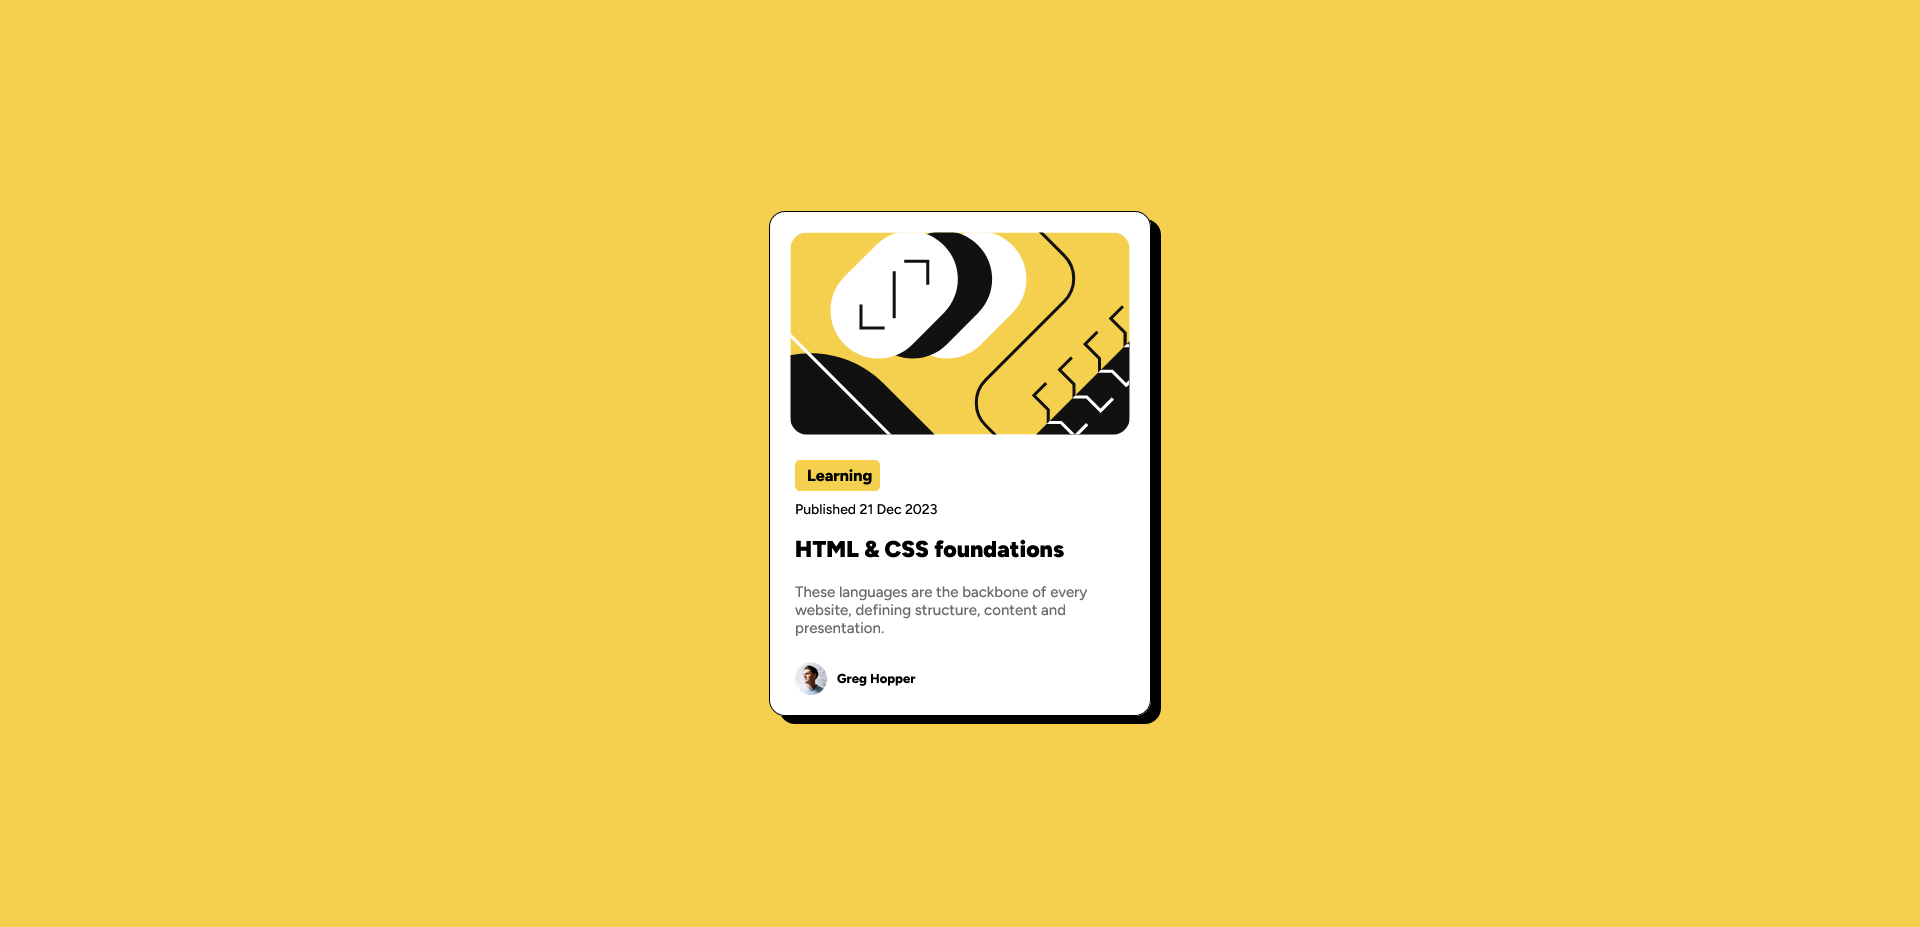 Learning
Published 21 Dec 2023
HTML & CSS foundations
These languages are the backbone of every
website, defining structure, content and
presentation.
Greg Hopper